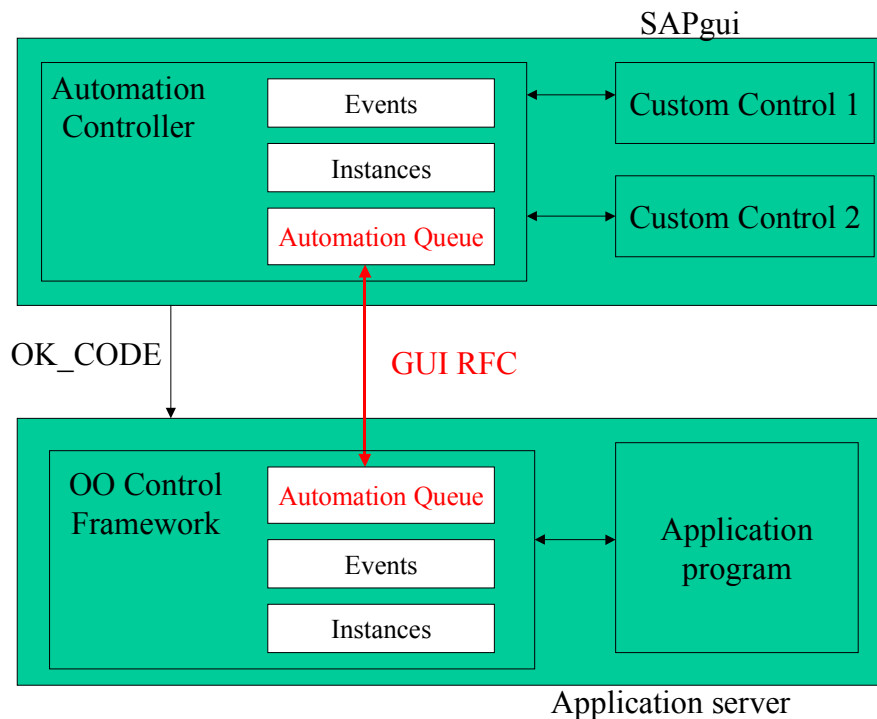 SAPgui
Automation
Controller
Events
Instances
Automation Queue
Custom Control 1
Custom Control 2
OK_CODE
GUI RFC
OO Control
Framework
Automation Queue
Events
Instances
Application
program
Application server